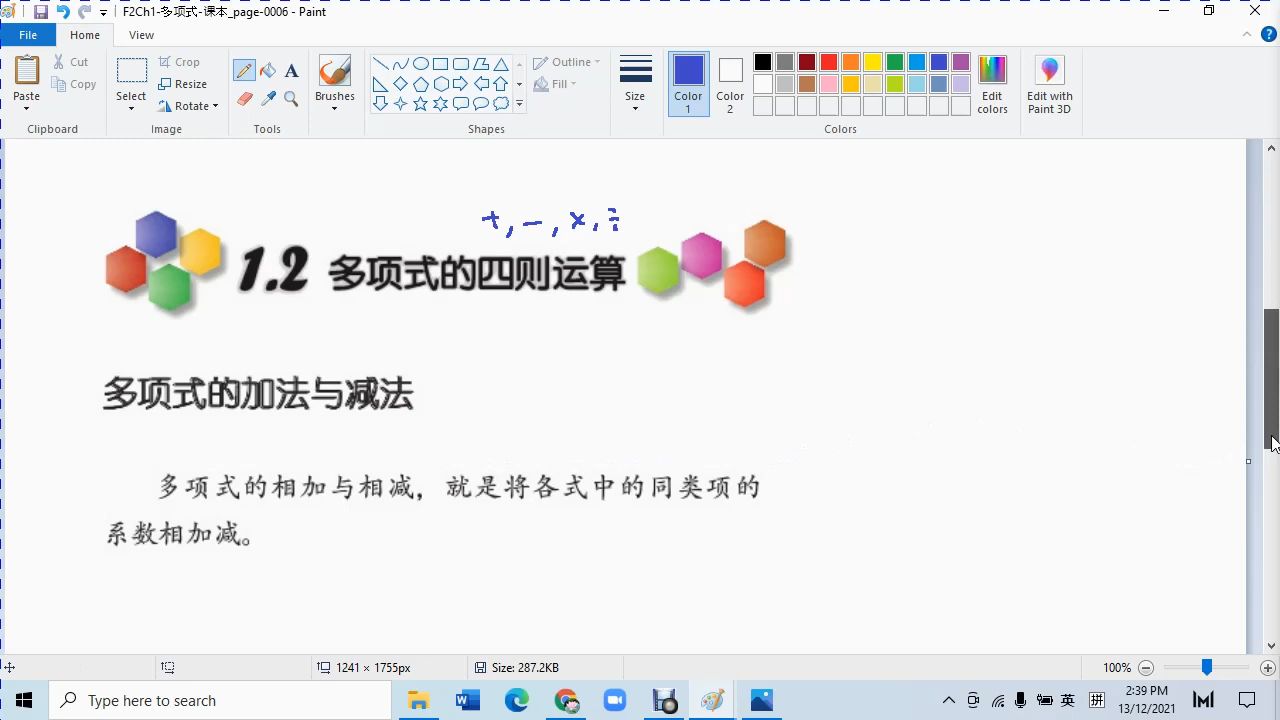 F2Ch1-多项式-课本_page-0006 - Paint
File Home View
Paste Cut Copy Clipboard
Select Crop Resize Rotate Image
Tools
Brushes
Outline Fill Shapes
Size
Color 1 Color 2 Edit colors Colors
Edit with Paint 3D
+, −, ×, ÷
1.2 多项式的四则运算
多项式的加法与减法
多项式的相加与相减，就是将各式中的同类项的
系数相加减。
1241 × 1755px Size: 287.2KB 100%
Type here to search
英 拼 2:39 PM
13/12/2021